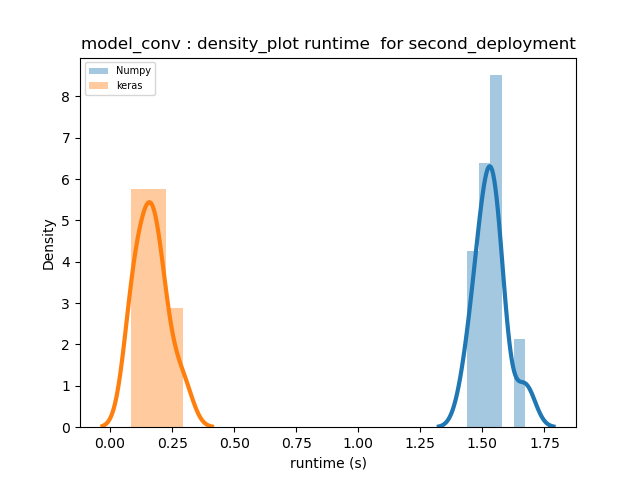 model_conv : density_plot runtime  for second_deployment
Numpy
keras
8
7
6
5
4
3
2
1
0
Density
0.00 0.25 0.50 0.75 1.00 1.25 1.50 1.75
runtime (s)